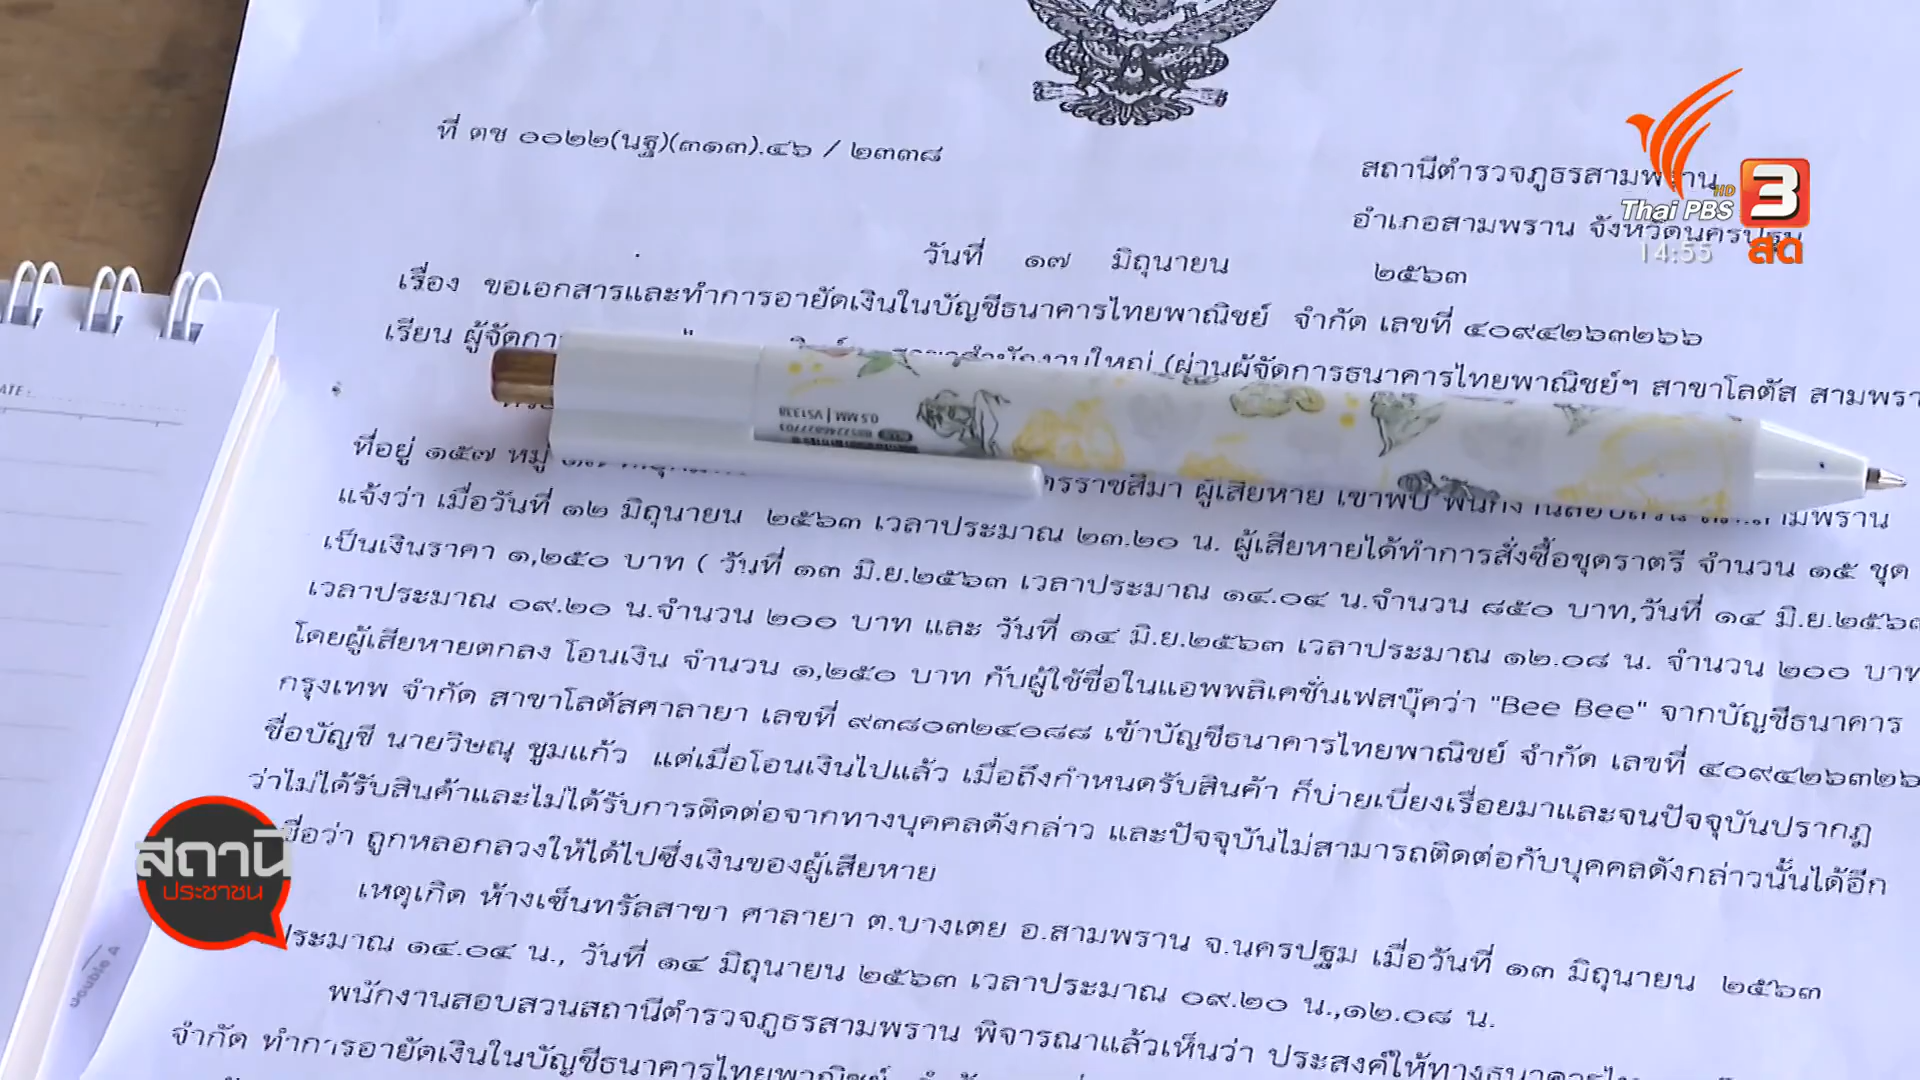 ที่ ตช ๐๐๒๒(นฐ)(๓๑๓).๔๖ / ๒๓๓๘
สถานีตำรวจภูธรสามพราน
อำเภอสามพราน จังหวัดนครปฐม
Thai PBS HD 3
14:55 สด
วันที่ ๑๗ มิถุนายน ๒๕๖๓
เรื่อง ขอเอกสารและทำการอายัดเงินในบัญชีธนาคารไทยพาณิชย์ จำกัด เลขที่ ๔๐๙๔๒๖๓๒๖๖
เรียน ผู้จัดการ สำนักงานใหญ่ (ผ่านผู้จัดการธนาคารไทยพาณิชย์ฯ สาขาโลตัส สามพรา
0.5 MM | VS1338
8852246827703
ATE:
ที่อยู่ ๑๕๗ หมู่ ผู้เสียหาย เข้าพบ พนักงานสอบสวน สามพราน
แจ้งว่า เมื่อวันที่ ๑๒ มิถุนายน ๒๕๖๓ เวลาประมาณ ๒๓.๒๐ น. ผู้เสียหายได้ทำการสั่งซื้อชุดราตรี จำนวน ๑๕ ชุด
เป็นเงินราคา ๑,๒๕๐ บาท ( วันที่ ๑๓ มิ.ย.๒๕๖๓ เวลาประมาณ ๑๔.๐๔ น.จำนวน ๘๕๐ บาท,วันที่ ๑๔ มิ.ย.๒๕๖๓
เวลาประมาณ ๐๙.๒๐ น.จำนวน ๒๐๐ บาท และ วันที่ ๑๔ มิ.ย.๒๕๖๓ เวลาประมาณ ๑๒.๐๘ น. จำนวน ๒๐๐ บาท
โดยผู้เสียหายตกลง โอนเงิน จำนวน ๑,๒๕๐ บาท กับผู้ใช้ชื่อในแอพพลิเคชั่นเฟสบุ๊คว่า "Bee Bee" จากบัญชีธนาคาร
กรุงเทพ จำกัด สาขาโลตัสศาลายา เลขที่ ๙๓๘๐๓๒๔๐๘๘ เข้าบัญชีธนาคารไทยพาณิชย์ จำกัด เลขที่ ๔๐๙๔๒๖๓๒๖
ชื่อบัญชี นายวิษณุ ชูมแก้ว แต่เมื่อโอนเงินไปแล้ว เมื่อถึงกำหนดรับสินค้า ก็บ่ายเบี่ยงเรื่อยมาและจนปัจจุบันปรากฏ
ว่าไม่ได้รับสินค้าและไม่ได้รับการติดต่อจากทางบุคคลดังกล่าว และปัจจุบันไม่สามารถติดต่อกับบุคคลดังกล่าวนั้นได้อีก
ชื่อว่า ถูกหลอกลวงให้ได้ไปซึ่งเงินของผู้เสียหาย
สถานี
ประชาชน
เหตุเกิด ห้างเซ็นทรัลสาขา ศาลายา ต.บางเตย อ.สามพราน จ.นครปฐม เมื่อวันที่ ๑๓ มิถุนายน ๒๕๖๓
ประมาณ ๑๔.๐๔ น., วันที่ ๑๔ มิถุนายน ๒๕๖๓ เวลาประมาณ ๐๙.๒๐ น.,๑๒.๐๘ น.
Double A
พนักงานสอบสวนสถานีตำรวจภูธรสามพราน พิจารณาแล้วเห็นว่า ประสงค์ให้ทางธนาคารไทย
จำกัด ทำการอายัดเงินในบัญชีธนาคารไทยพาณิชย์